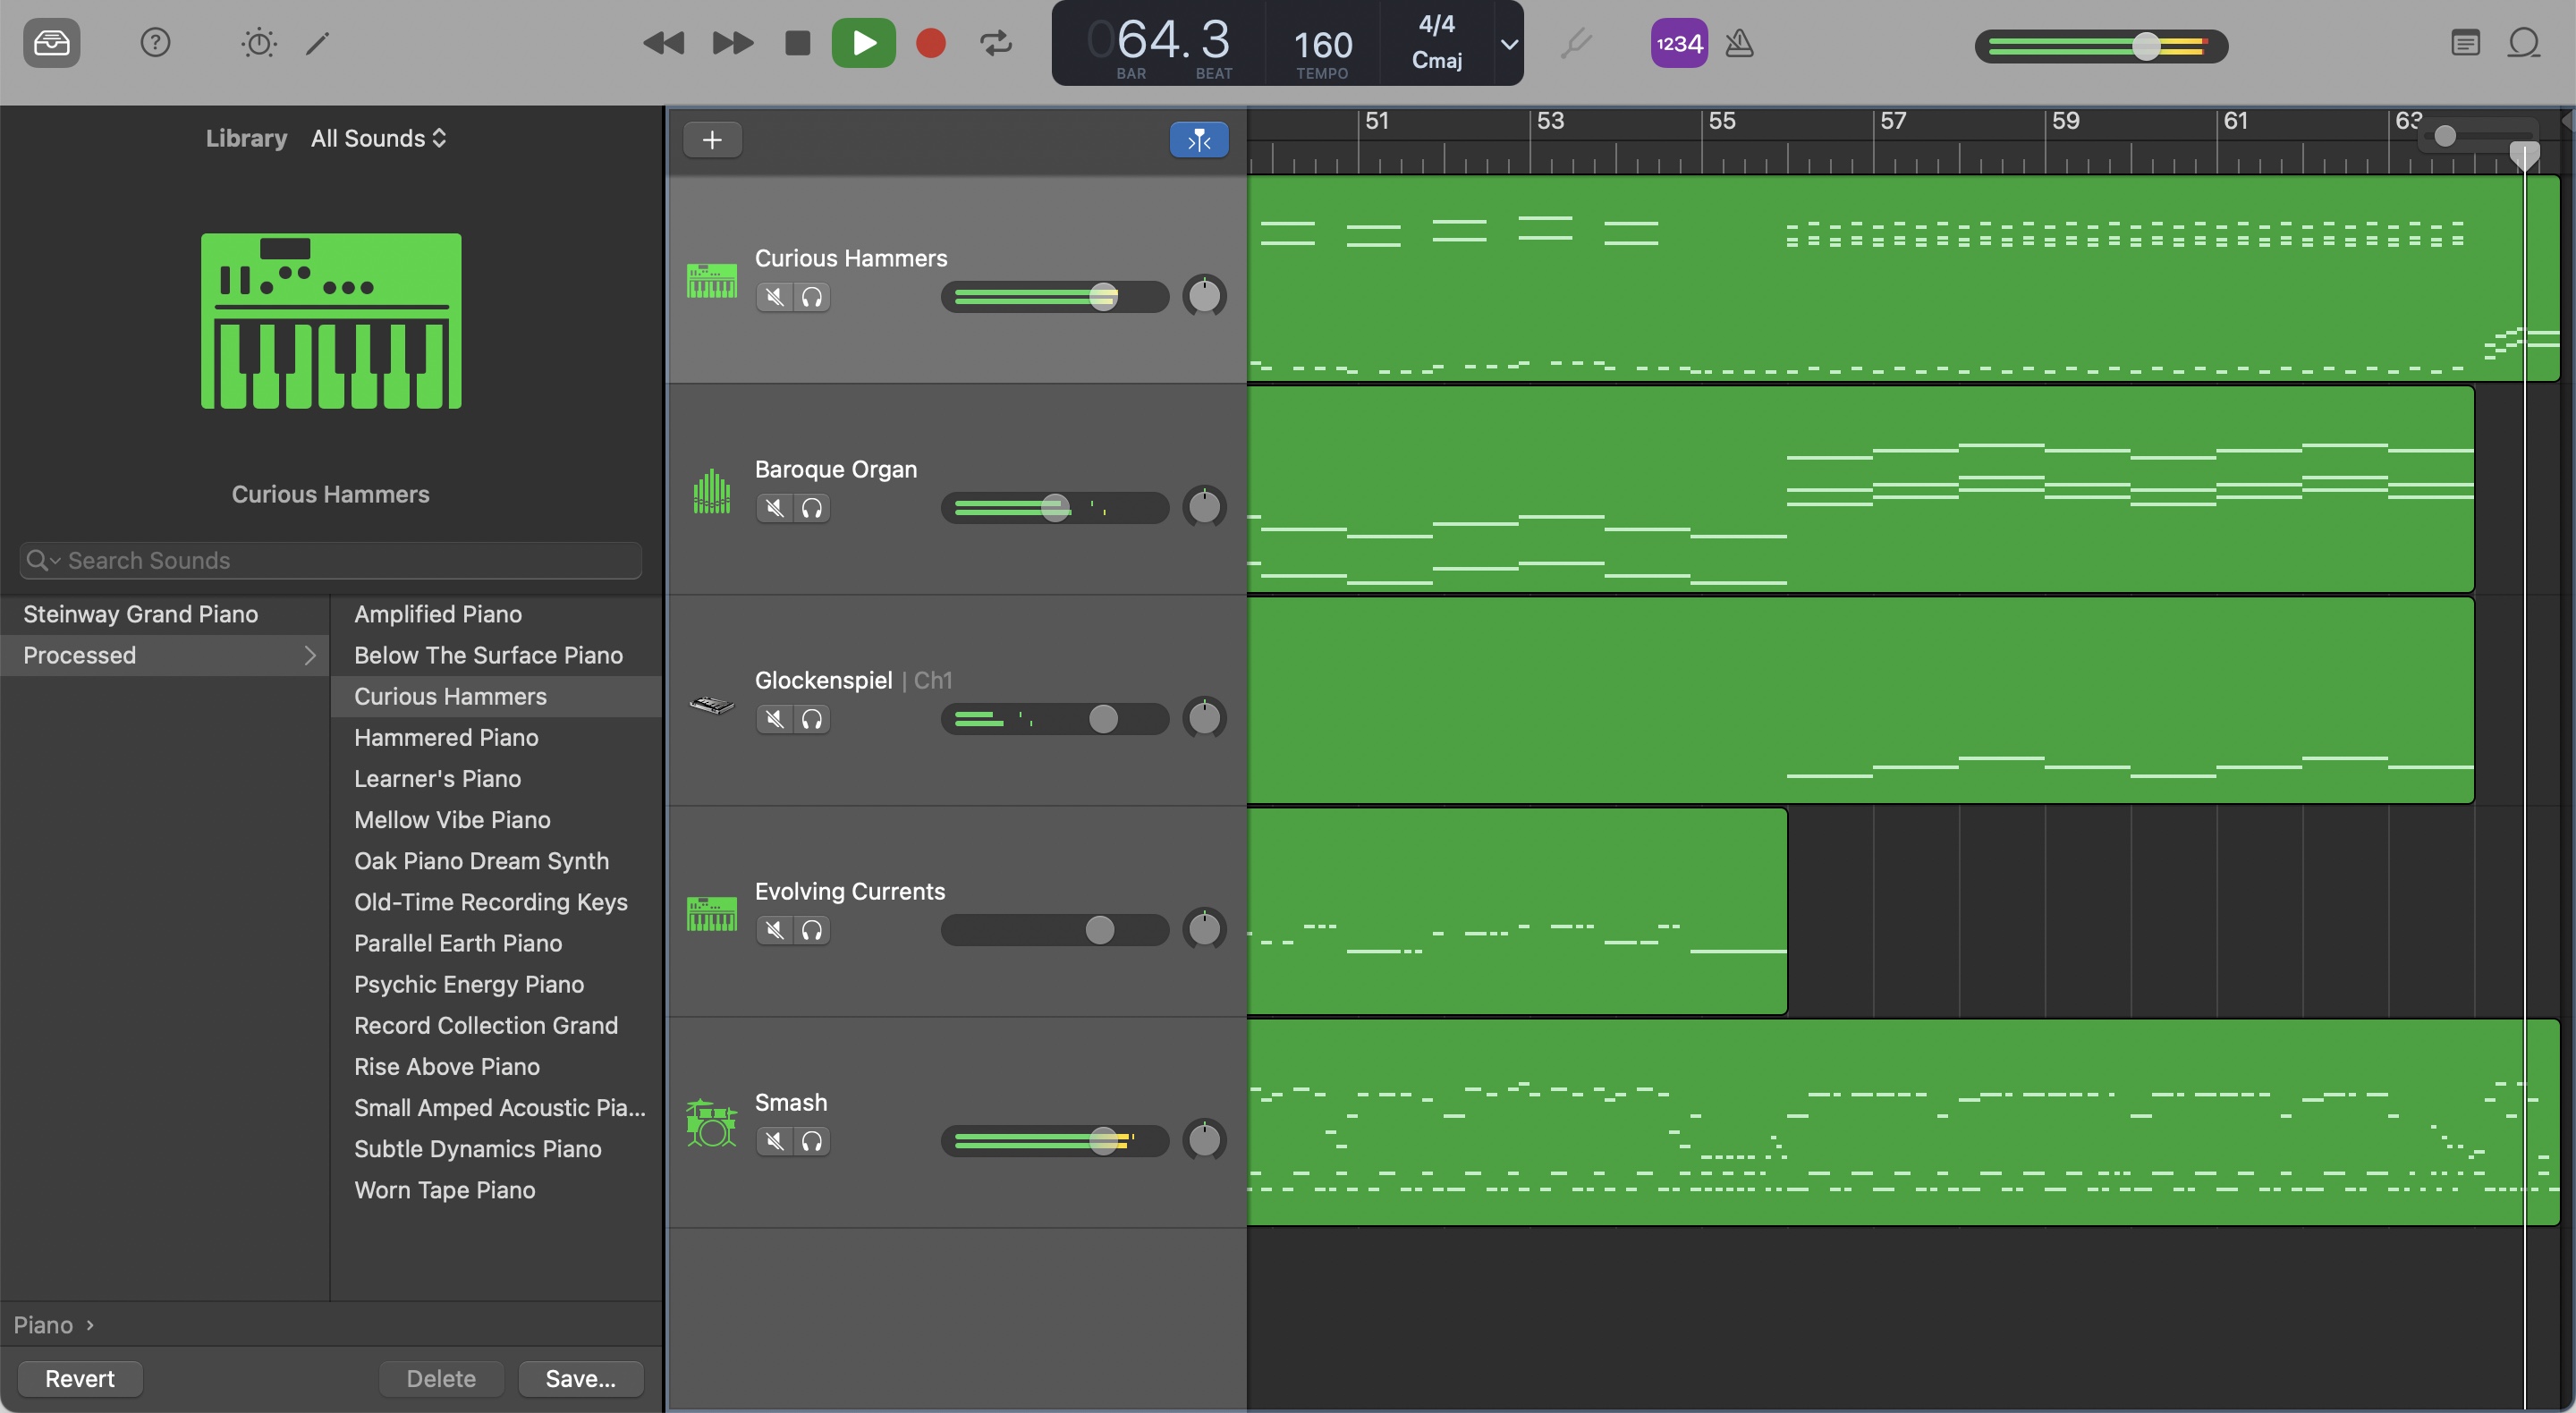 064.3
BAR
BEAT
160
TEMPO
4/4
Cmaj
1234
Library
All Sounds
Curious Hammers
Search Sounds
Steinway Grand Piano
Processed
Amplified Piano
Below The Surface Piano
Curious Hammers
Hammered Piano
Learner's Piano
Mellow Vibe Piano
Oak Piano Dream Synth
Old-Time Recording Keys
Parallel Earth Piano
Psychic Energy Piano
Record Collection Grand
Rise Above Piano
Small Amped Acoustic Pia...
Subtle Dynamics Piano
Worn Tape Piano
Piano ›
Revert
Delete
Save...
51
53
55
57
59
61
63
Curious Hammers
Baroque Organ
Glockenspiel | Ch1
Evolving Currents
Smash